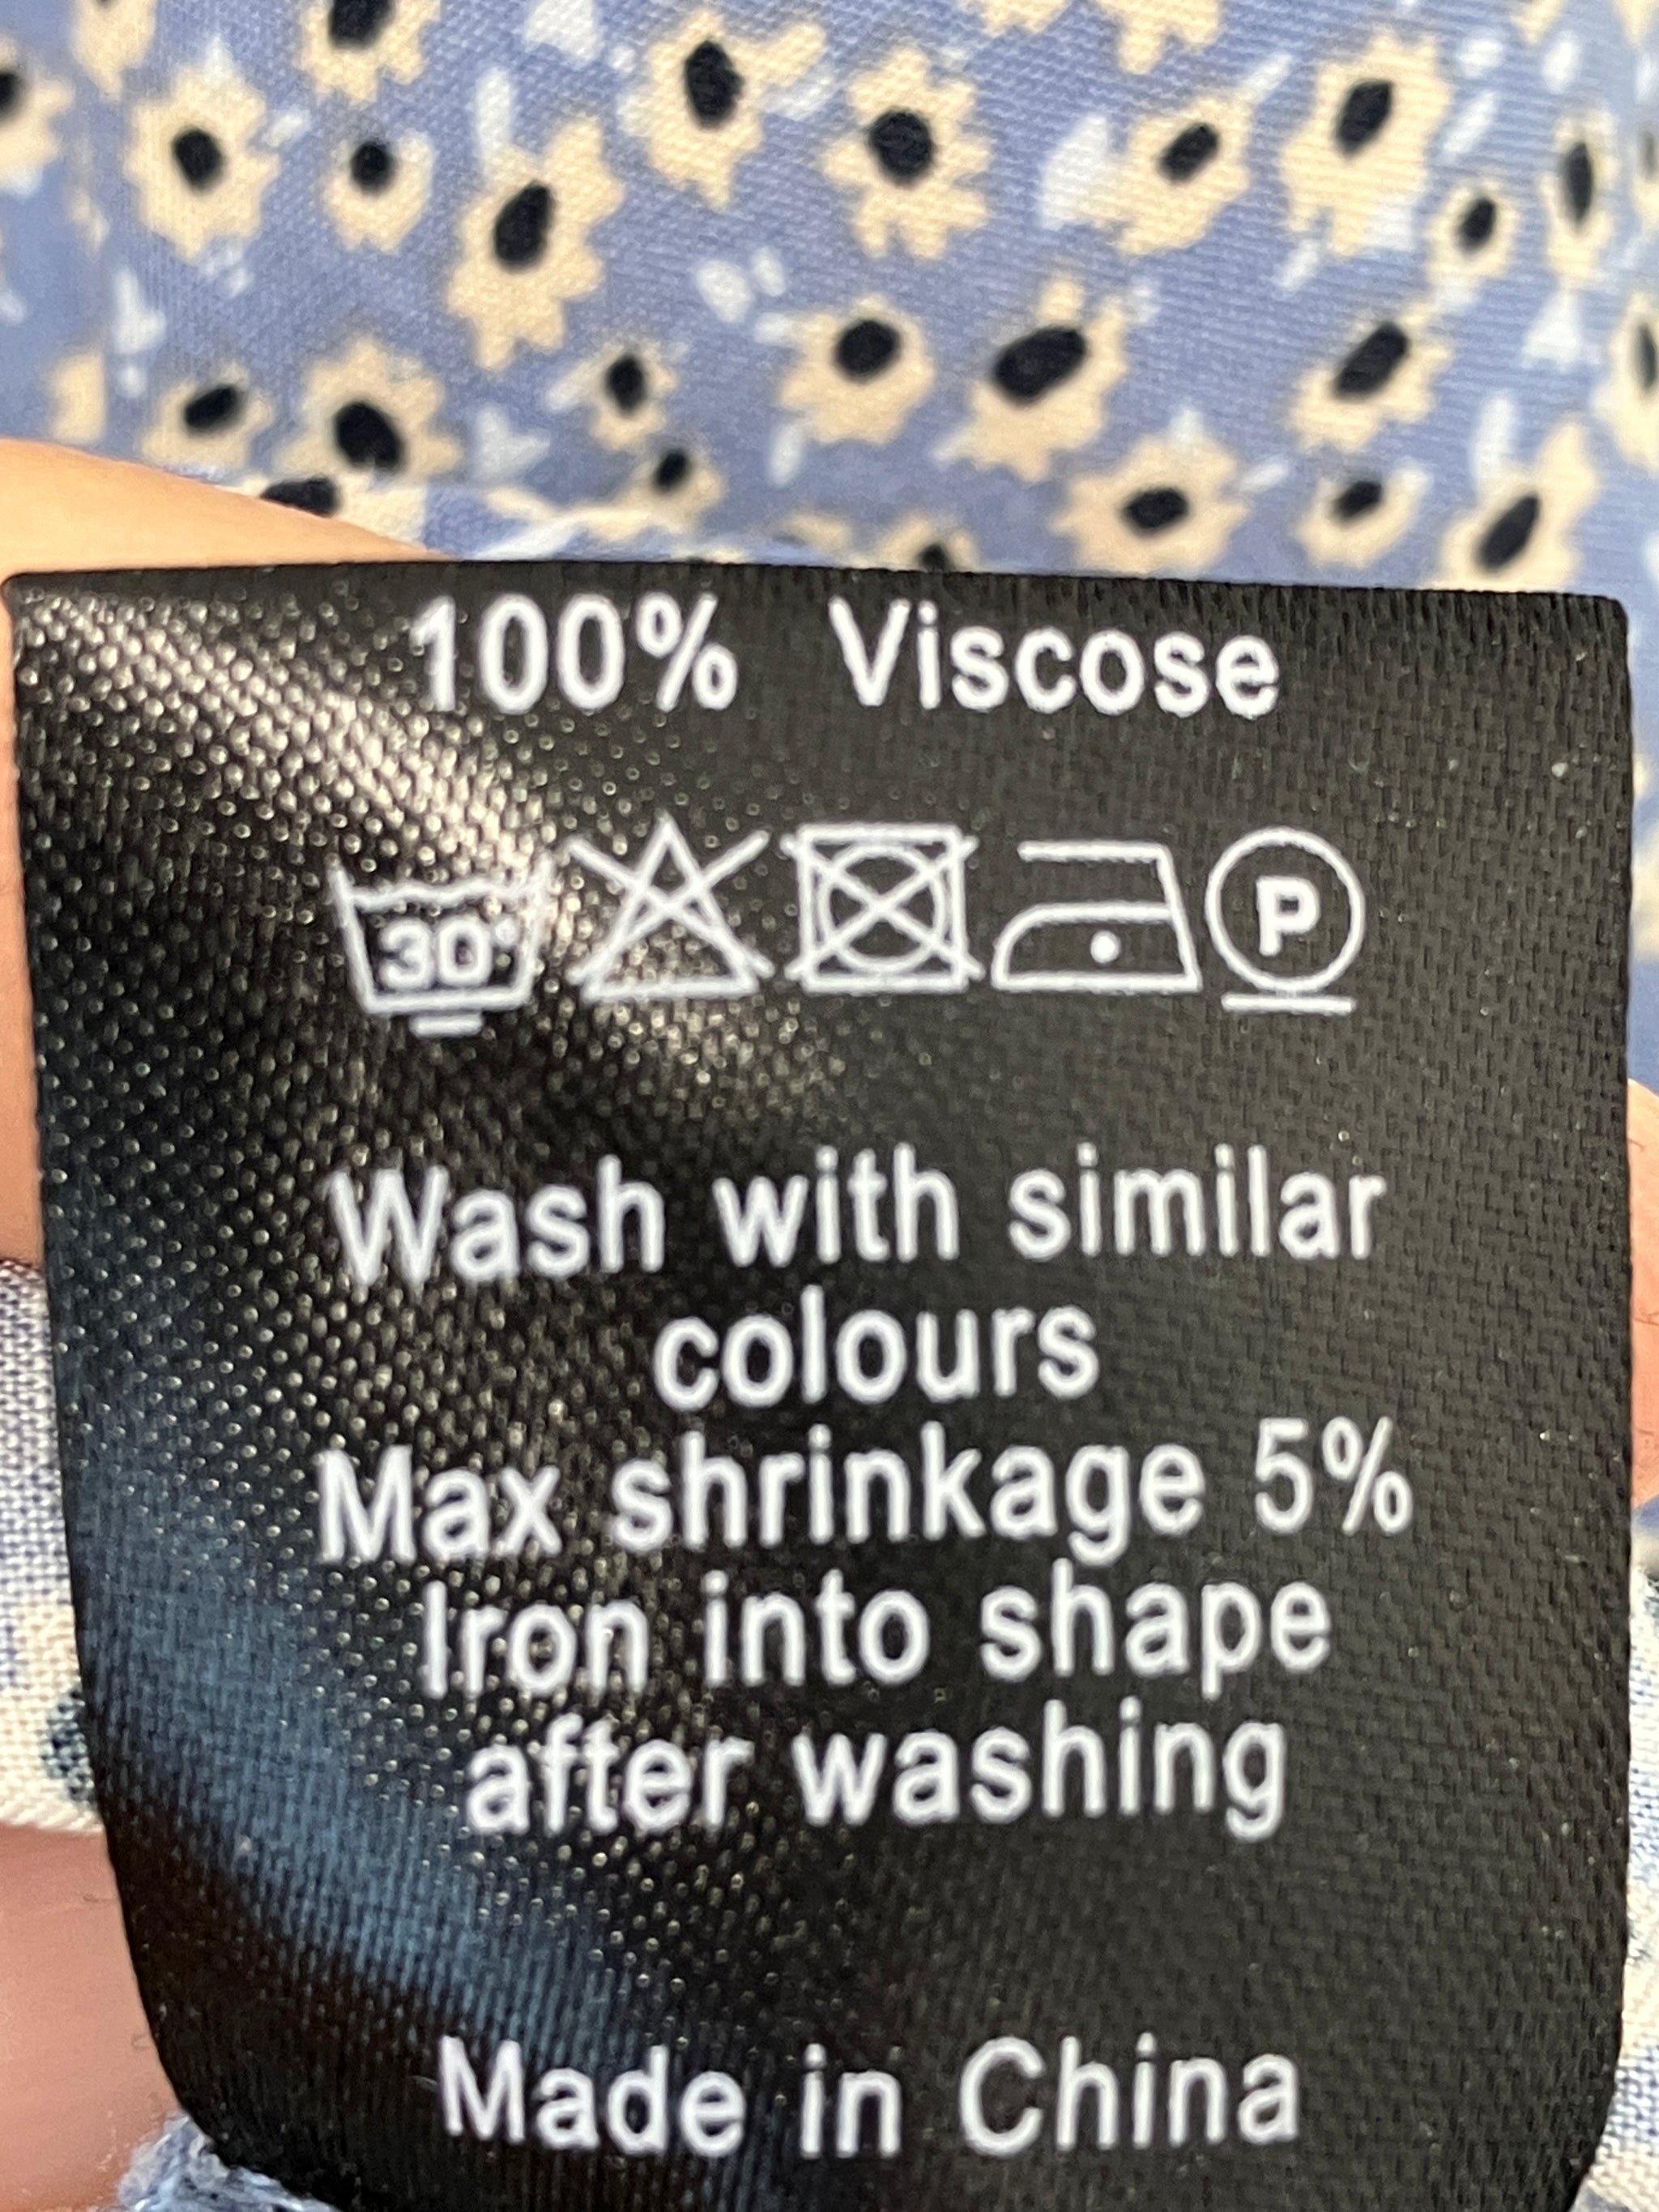 100% Viscose
30° P
Wash with similar
colours
Max shrinkage 5%
Iron into shape
after washing
Made in China